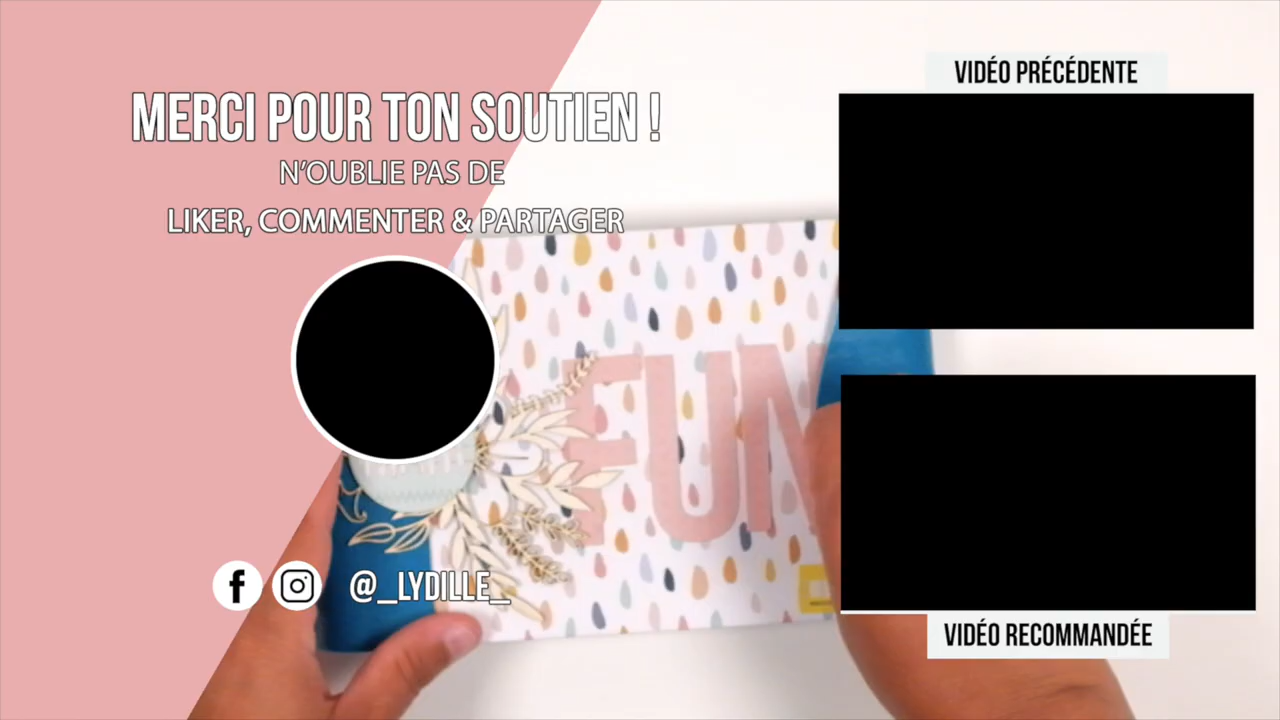 MERCI POUR TON SOUTIEN !
N'OUBLIE PAS DE
LIKER, COMMENTER & PARTAGER
FUN
@_LYDILLE_
VIDÉO PRÉCÉDENTE
VIDÉO RECOMMANDÉE